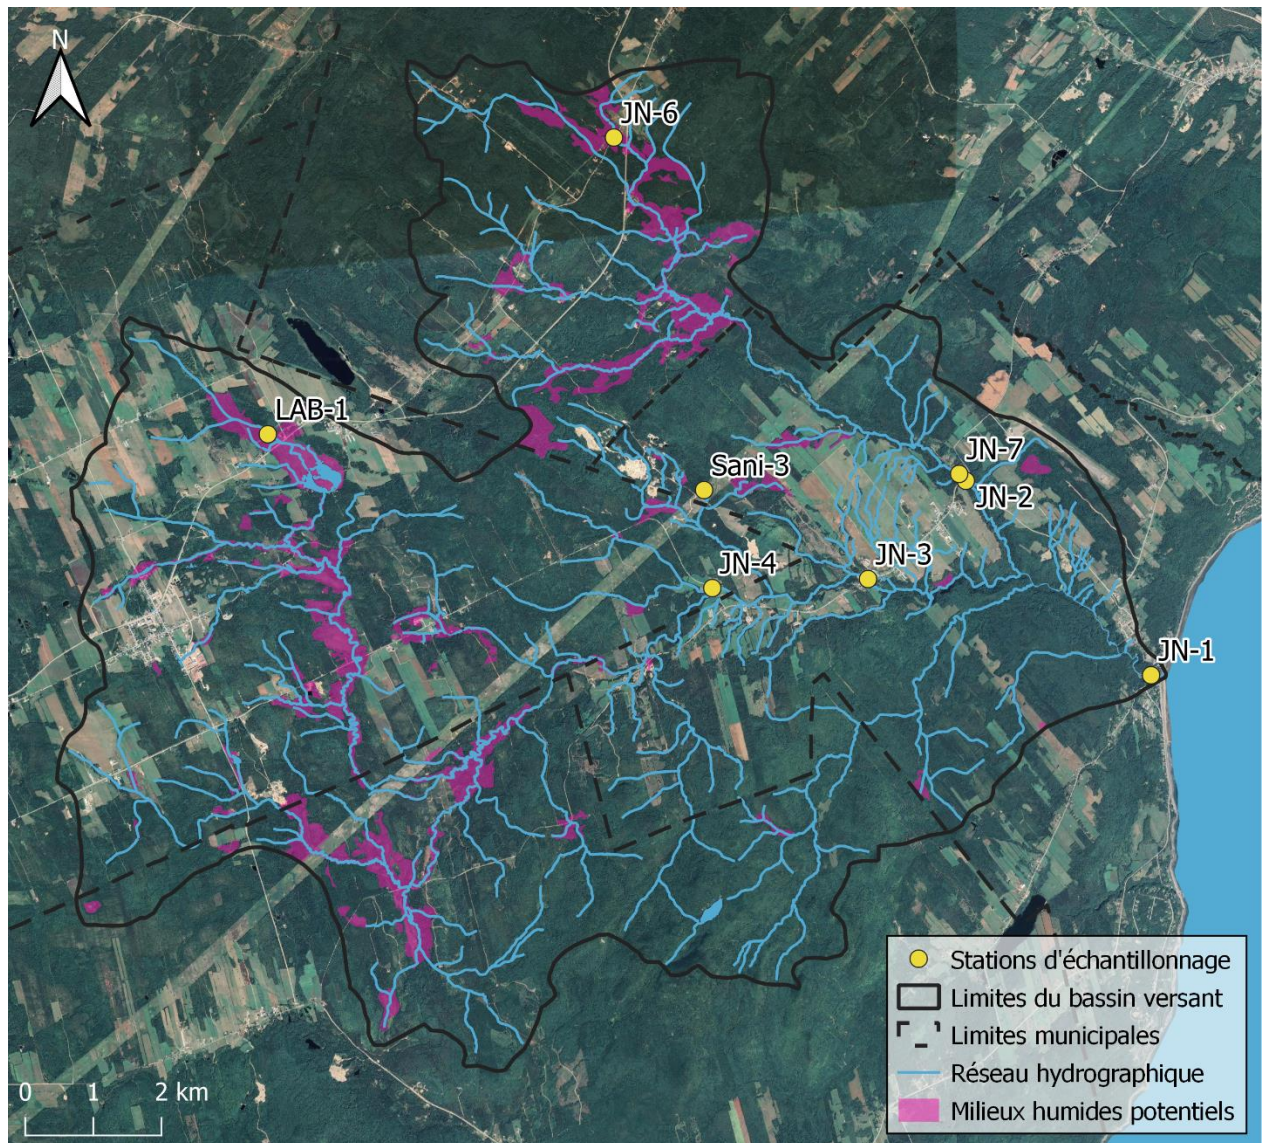 N
JN-6
LAB-1
JN-7
Sani-3
JN-2
JN-3
JN-4
JN-1
Stations d'échantillonnage
Limites du bassin versant
Limites municipales
Réseau hydrographique
Milieux humides potentiels
0 1 2 km